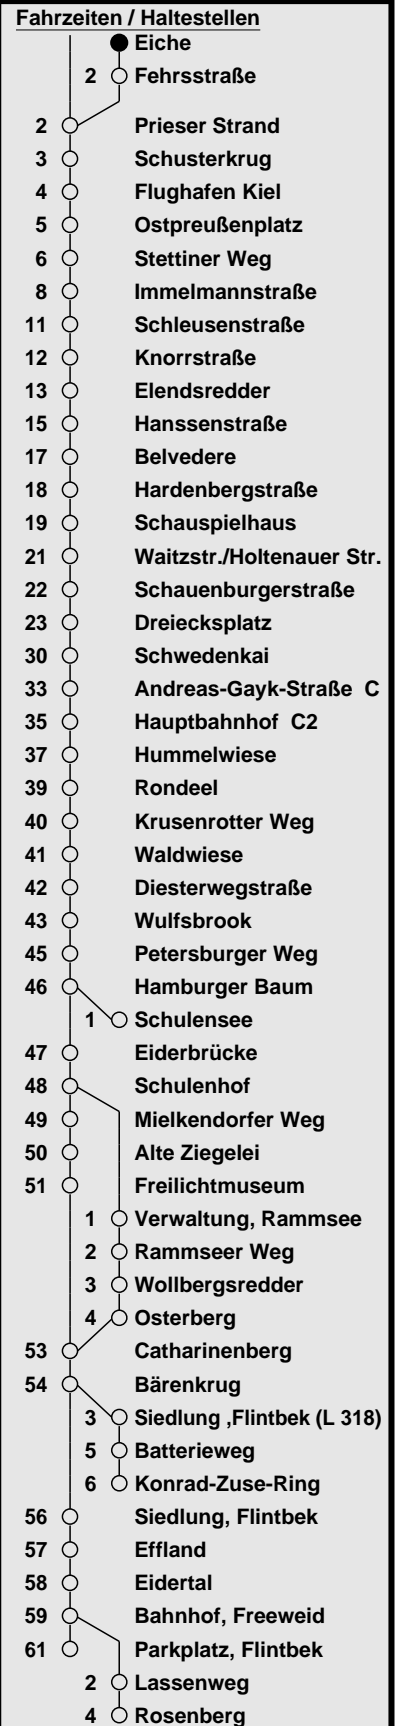 Fahrzeiten / Haltestellen
Eiche
2 Fehrsstraße
2 Prieser Strand
3 Schusterkrug
4 Flughafen Kiel
5 Ostpreußenplatz
6 Stettiner Weg
8 Immelmannstraße
11 Schleusenstraße
12 Knorrstraße
13 Elendsredder
15 Hanssenstraße
17 Belvedere
18 Hardenbergstraße
19 Schauspielhaus
21 Waitzstr./Holtenauer Str.
22 Schauenburgerstraße
23 Dreiecksplatz
30 Schwedenkai
33 Andreas-Gayk-Straße C
35 Hauptbahnhof C2
37 Hummelwiese
39 Rondeel
40 Krusenrotter Weg
41 Waldwiese
42 Diesterwegstraße
43 Wulfsbrook
45 Petersburger Weg
46 Hamburger Baum
1 Schulensee
47 Eiderbrücke
48 Schulenhof
49 Mielkendorfer Weg
50 Alte Ziegelei
51 Freilichtmuseum
1 Verwaltung, Rammsee
2 Rammseer Weg
3 Wollbergsredder
4 Osterberg
53 Catharinenberg
54 Bärenkrug
3 Siedlung ,Flintbek (L 318)
5 Batterieweg
6 Konrad-Zuse-Ring
56 Siedlung, Flintbek
57 Effland
58 Eidertal
59 Bahnhof, Freeweid
61 Parkplatz, Flintbek
2 Lassenweg
4 Rosenberg